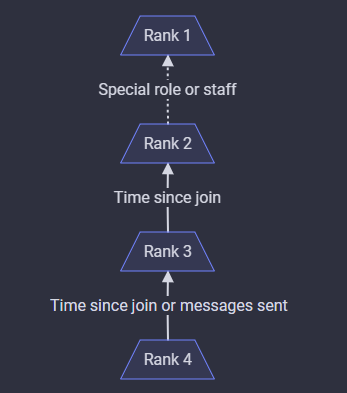 Rank 1
Special role or staff
Rank 2
Time since join
Rank 3
Time since join or messages sent
Rank 4